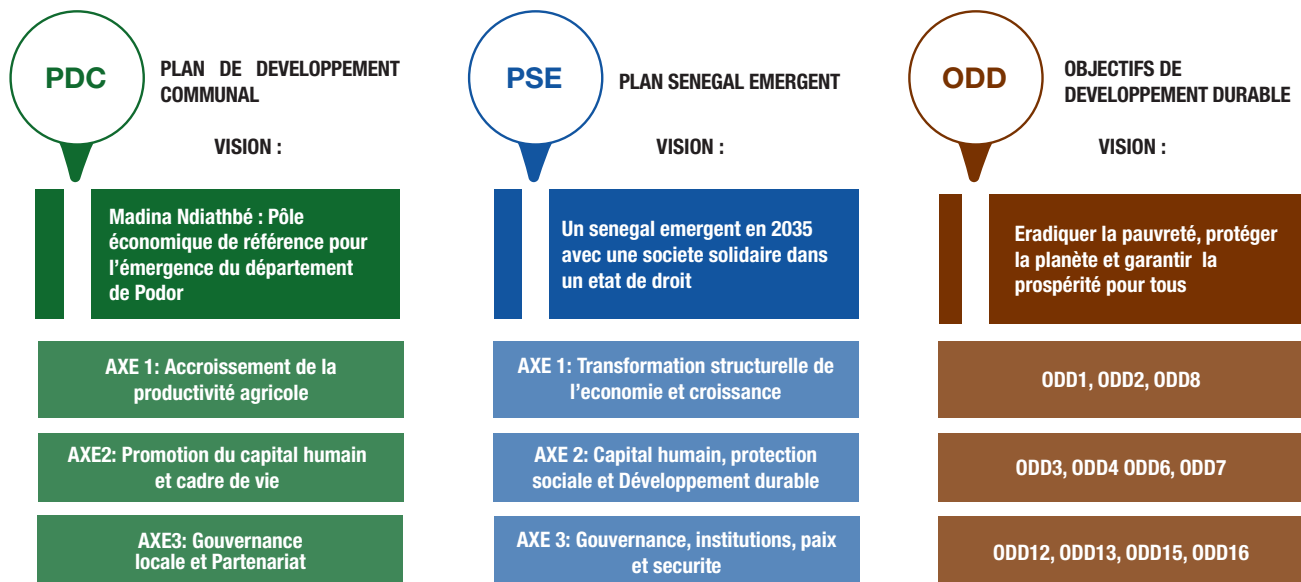 PDC
PLAN DE DEVELOPPEMENT
COMMUNAL
VISION :
Madina Ndiathbé : Pôle
économique de référence pour
l'émergence du département
de Podor
AXE 1: Accroissement de la
productivité agricole
AXE2: Promotion du capital humain
et cadre de vie
AXE3: Gouvernance
locale et Partenariat
PSE
PLAN SENEGAL EMERGENT
VISION :
Un senegal emergent en 2035
avec une societe solidaire dans
un etat de droit
AXE 1: Transformation structurelle de
l'economie et croissance
AXE 2: Capital humain, protection
sociale et Développement durable
AXE 3: Gouvernance, institutions, paix
et securite
ODD
OBJECTIFS DE
DEVELOPPEMENT DURABLE
VISION :
Eradiquer la pauvreté, protéger
la planète et garantir la
prospérité pour tous
ODD1, ODD2, ODD8
ODD3, ODD4 ODD6, ODD7
ODD12, ODD13, ODD15, ODD16